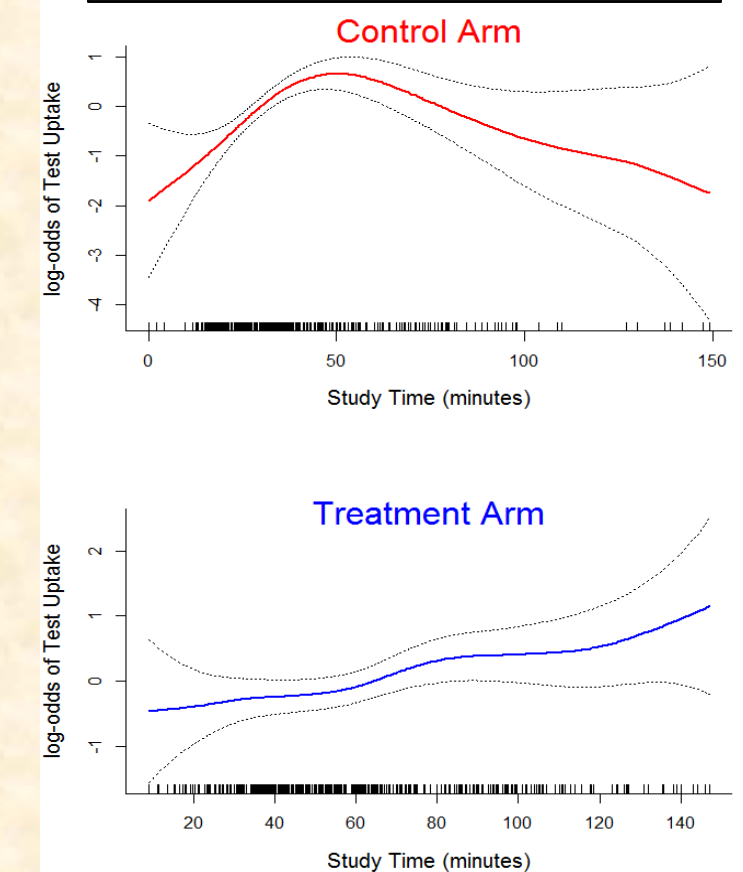 Control Arm
log-odds of Test Uptake
1
0
-1
-2
-3
-4
0 50 100 150
Study Time (minutes)
Treatment Arm
log-odds of Test Uptake
2
1
0
-1
20 40 60 80 100 120 140
Study Time (minutes)